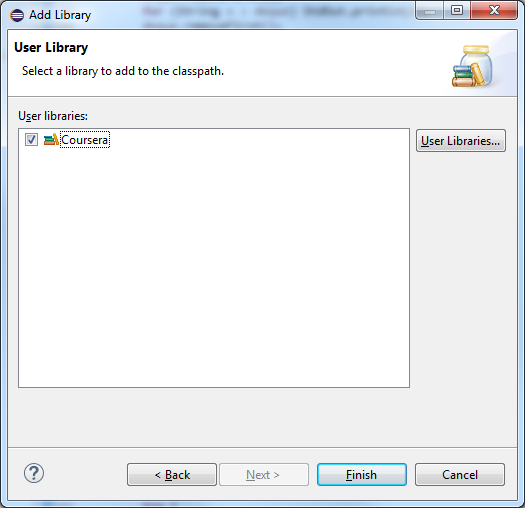 Add Library
User Library
Select a library to add to the classpath.
User libraries:
Coursera
User Libraries...
< Back
Next >
Finish
Cancel